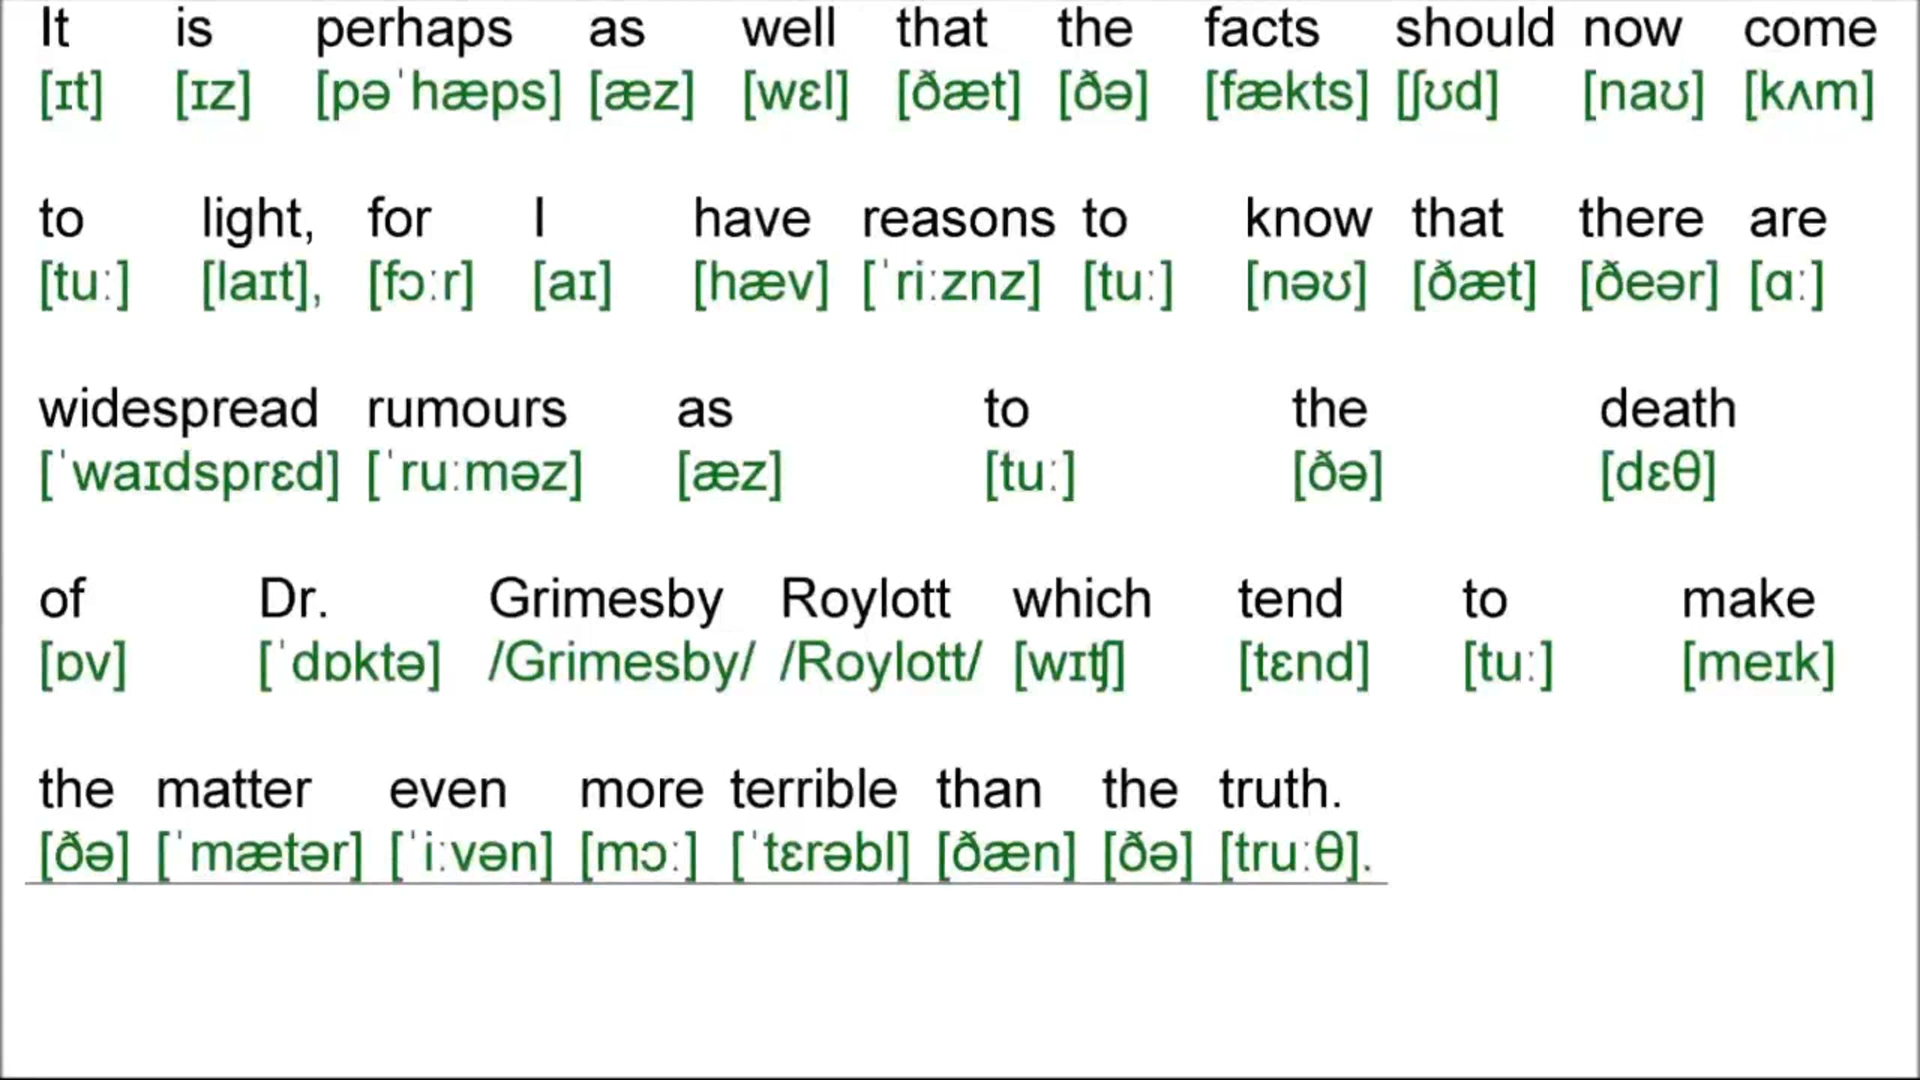 It is perhaps as well that the facts should now come
[ɪt] [ɪz] [pəˈhæps] [æz] [wɛl] [ðæt] [ðə] [fækts] [ʃʊd] [naʊ] [kʌm]
to light, for I have reasons to know that there are
[tuː] [laɪt], [fɔːr] [aɪ] [hæv] [ˈriːznz] [tuː] [nəʊ] [ðæt] [ðeər] [ɑː]
widespread rumours as to the death
[ˈwaɪdsprɛd] [ˈruːməz] [æz] [tuː] [ðə] [dɛθ]
of Dr. Grimesby Roylott which tend to make
[ɒv] [ˈdɒktə] /Grimesby/ /Roylott/ [wɪʧ] [tɛnd] [tuː] [meɪk]
the matter even more terrible than the truth.
[ðə] [ˈmætər] [ˈiːvən] [mɔː] [ˈtɛrəbl] [ðæn] [ðə] [truːθ].